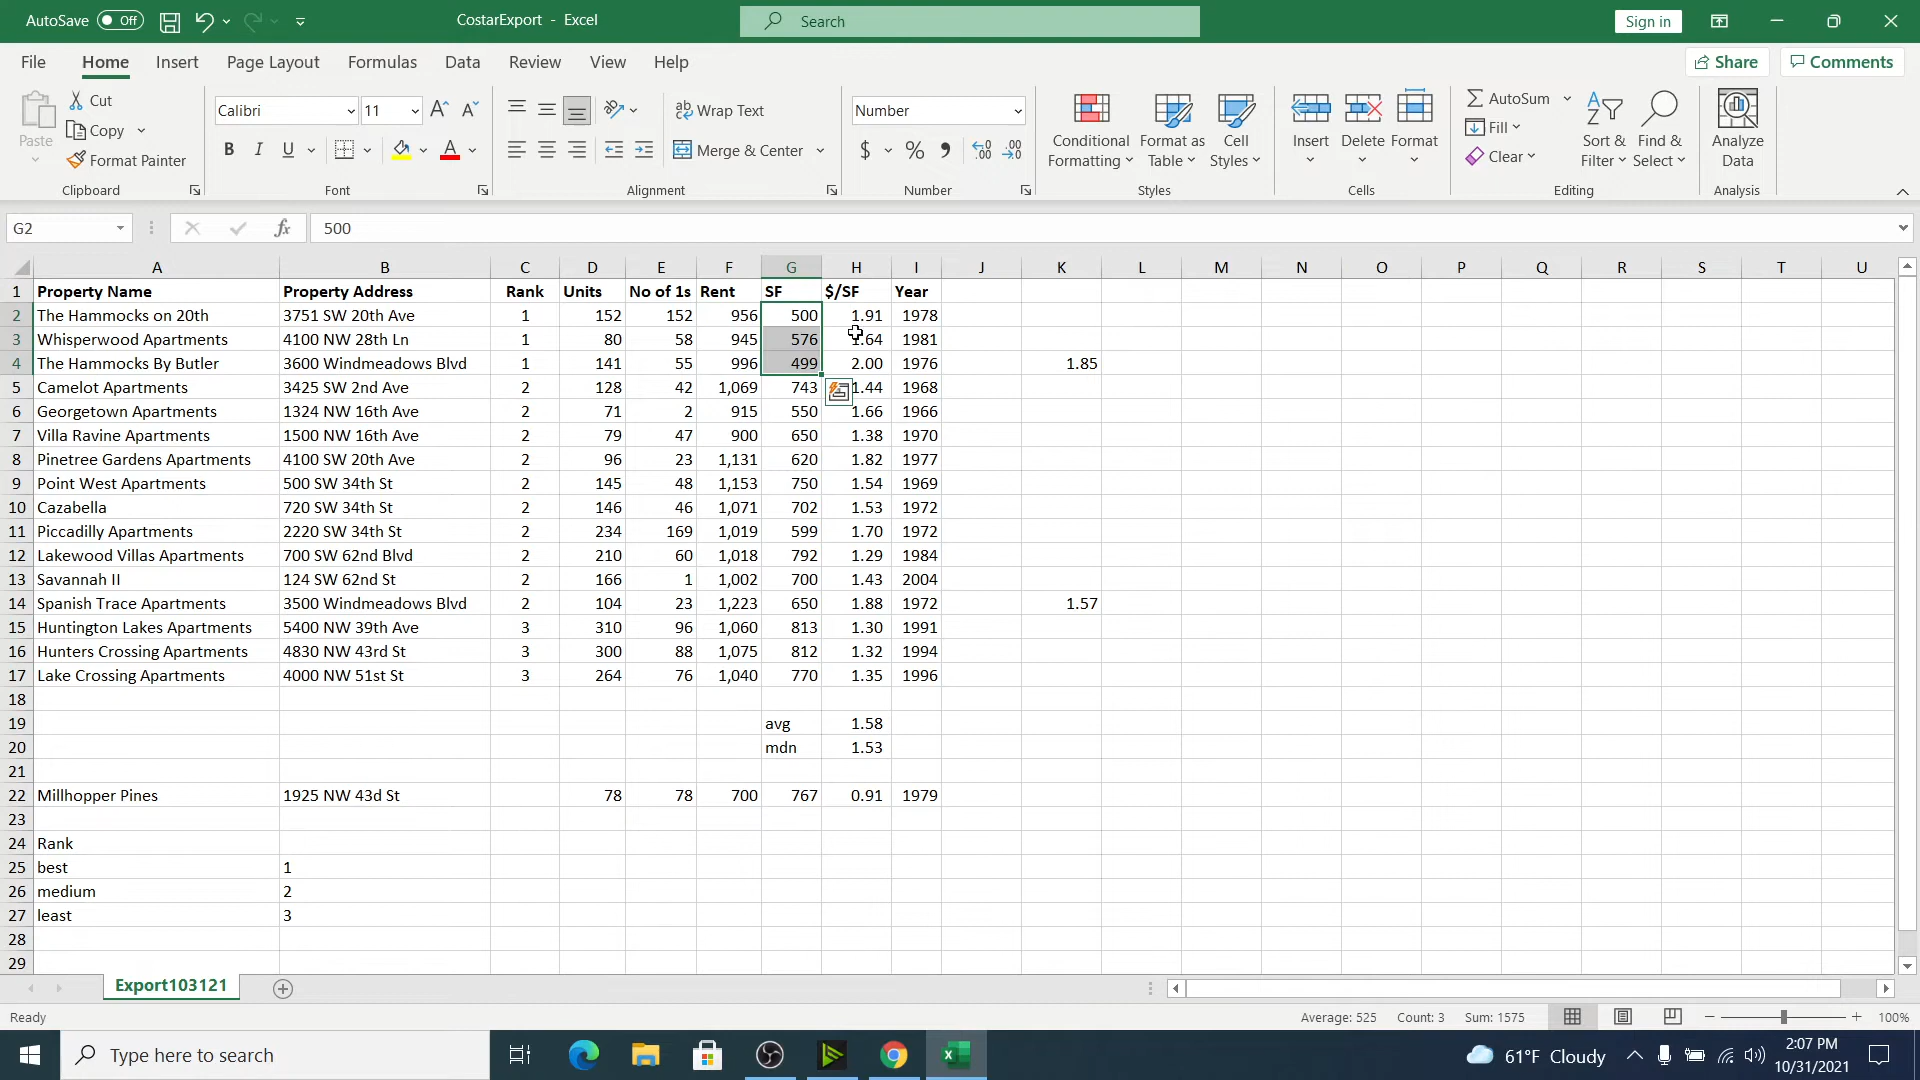 AutoSave Off CostarExport - Excel Search Sign in
File Home Insert Page Layout Formulas Data Review View Help Share Comments
Paste Cut Copy Format Painter Clipboard
Calibri 11 B I U A Font
ab Wrap Text Merge & Center Alignment
Number $ % Number
Conditional Formatting Format as Table Cell Styles Styles
Insert Delete Format Cells
AutoSum Fill Clear Sort & Filter Find & Select Editing
Analyze Data Analysis
G2 fx 500
A B C D E F G H I J K L M N O P Q R S T U
1 Property Name Property Address Rank Units No of 1s Rent SF $/SF Year
2 The Hammocks on 20th 3751 SW 20th Ave 1 152 152 956 500 1.91 1978
3 Whisperwood Apartments 4100 NW 28th Ln 1 80 58 945 576 1.64 1981
4 The Hammocks By Butler 3600 Windmeadows Blvd 1 141 55 996 499 2.00 1976 1.85
5 Camelot Apartments 3425 SW 2nd Ave 2 128 42 1,069 743 1.44 1968
6 Georgetown Apartments 1324 NW 16th Ave 2 71 2 915 550 1.66 1966
7 Villa Ravine Apartments 1500 NW 16th Ave 2 79 47 900 650 1.38 1970
8 Pinetree Gardens Apartments 4100 SW 20th Ave 2 96 23 1,131 620 1.82 1977
9 Point West Apartments 500 SW 34th St 2 145 48 1,153 750 1.54 1969
10 Cazabella 720 SW 34th St 2 146 46 1,071 702 1.53 1972
11 Piccadilly Apartments 2220 SW 34th St 2 234 169 1,019 599 1.70 1972
12 Lakewood Villas Apartments 700 SW 62nd Blvd 2 210 60 1,018 792 1.29 1984
13 Savannah II 124 SW 62nd St 2 166 1 1,002 700 1.43 2004
14 Spanish Trace Apartments 3500 Windmeadows Blvd 2 104 23 1,223 650 1.88 1972 1.57
15 Huntington Lakes Apartments 5400 NW 39th Ave 3 310 96 1,060 813 1.30 1991
16 Hunters Crossing Apartments 4830 NW 43rd St 3 300 88 1,075 812 1.32 1994
17 Lake Crossing Apartments 4000 NW 51st St 3 264 76 1,040 770 1.35 1996
18
19 avg 1.58
20 mdn 1.53
21
22 Millhopper Pines 1925 NW 43d St 78 78 700 767 0.91 1979
23
24 Rank
25 best 1
26 medium 2
27 least 3
28
29
Export103121
Ready Average: 525 Count: 3 Sum: 1575 100%
Type here to search 61°F Cloudy 2:07 PM
10/31/2021